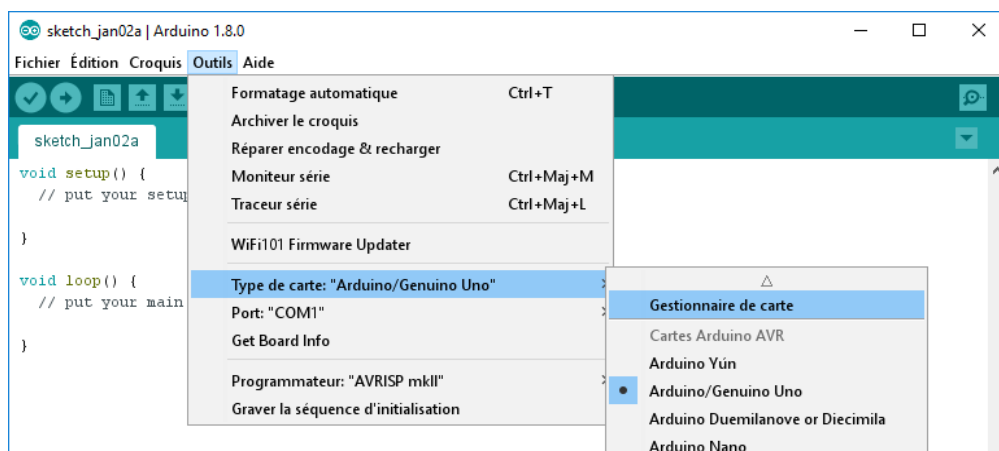 sketch_jan02a | Arduino 1.8.0
Fichier Édition Croquis Outils Aide
sketch_jan02a
void setup() {
// put your setup
}
void loop() {
// put your main
}
Formatage automatique Ctrl+T
Archiver le croquis
Réparer encodage & recharger
Moniteur série Ctrl+Maj+M
Traceur série Ctrl+Maj+L
WiFi101 Firmware Updater
Type de carte: "Arduino/Genuino Uno"
Port: "COM1"
Get Board Info
Programmateur: "AVRISP mkII"
Graver la séquence d'initialisation
Gestionnaire de carte
Cartes Arduino AVR
Arduino Yún
Arduino/Genuino Uno
Arduino Duemilanove or Diecimila
Arduino Nano